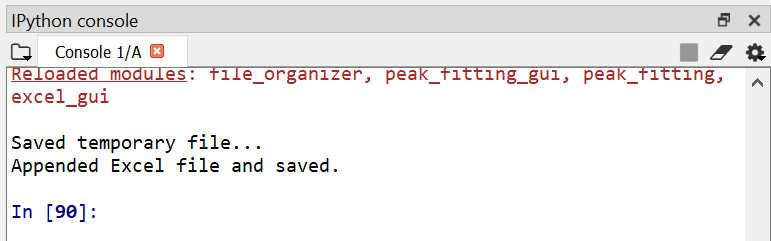 IPython console
Console 1/A
Reloaded modules: file_organizer, peak_fitting_gui, peak_fitting,
excel_gui
Saved temporary file...
Appended Excel file and saved.
In [90]: